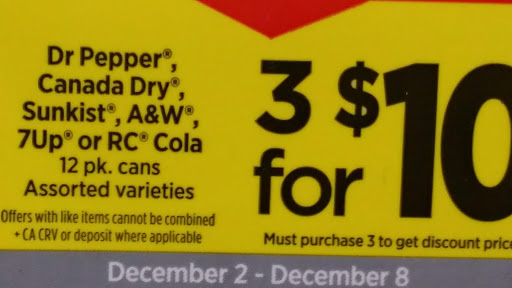 Dr Pepper®,
Canada Dry®,
Sunkist®, A&W®,
7Up® or RC® Cola
12 pk. cans
Assorted varieties
Offers with like items cannot be combined
+ CA CRV or deposit where applicable
3 for $10
Must purchase 3 to get discount price
December 2 - December 8